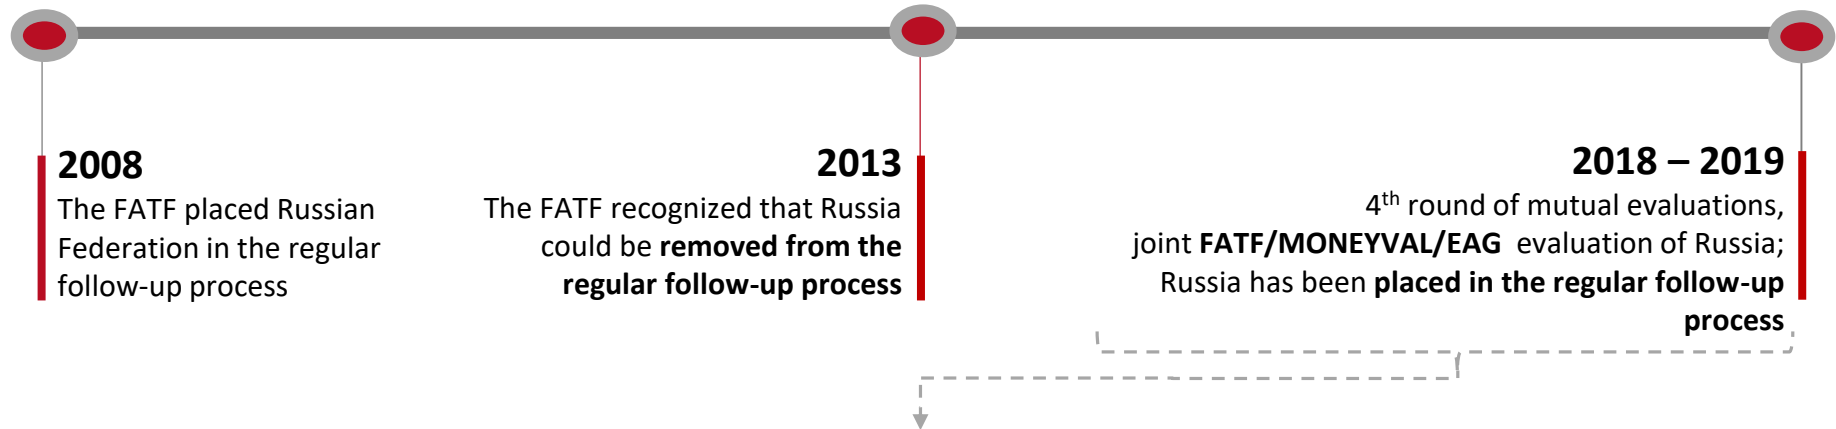 2008
The FATF placed Russian
Federation in the regular
follow-up process
2013
The FATF recognized that Russia
could be removed from the
regular follow-up process
2018 – 2019
4th round of mutual evaluations,
joint FATF/MONEYVAL/EAG evaluation of Russia;
Russia has been placed in the regular follow-up
process